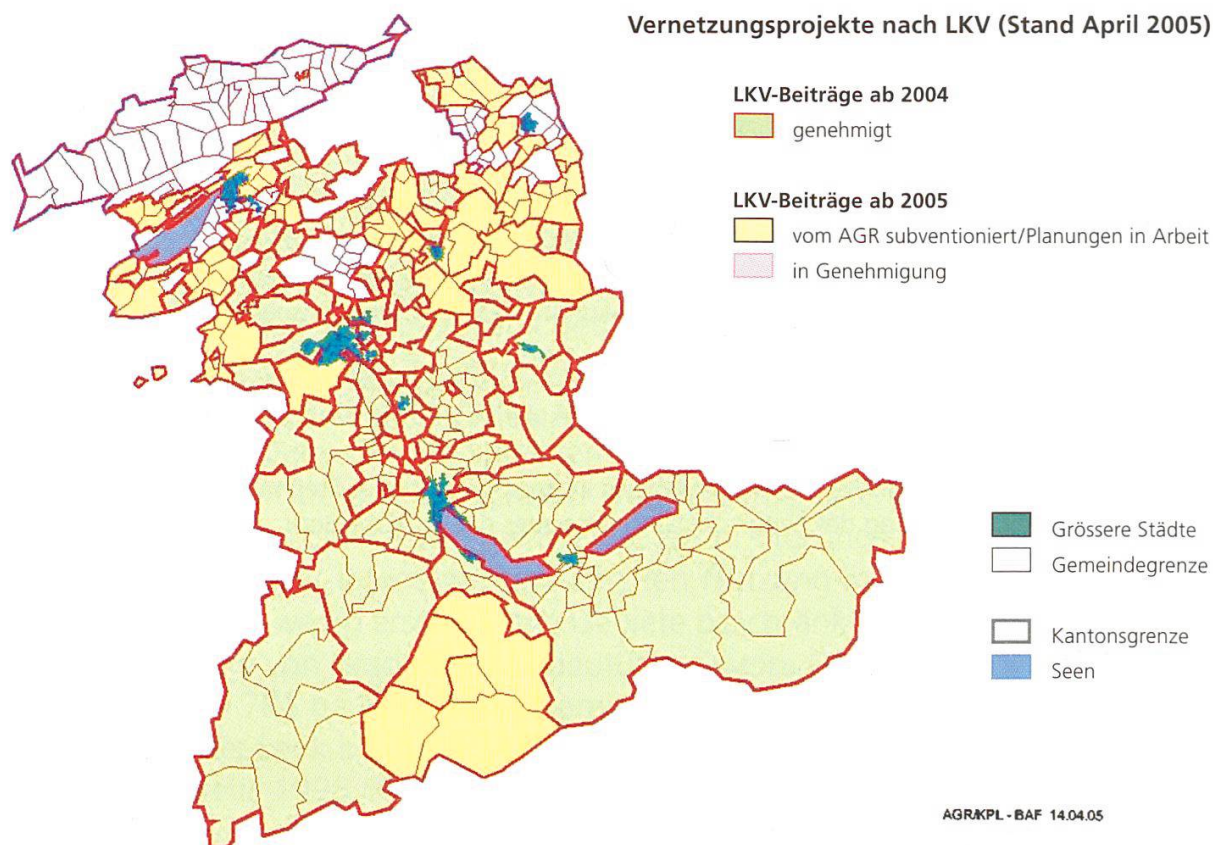 Vernetzungsprojekte nach LKV (Stand April 2005)
LKV-Beiträge ab 2004
genehmigt
LKV-Beiträge ab 2005
vom AGR subventioniert/Planungen in Arbeit
in Genehmigung
Grössere Städte
Gemeindegrenze
Kantonsgrenze
Seen
AGR/KPL - BAF 14.04.05